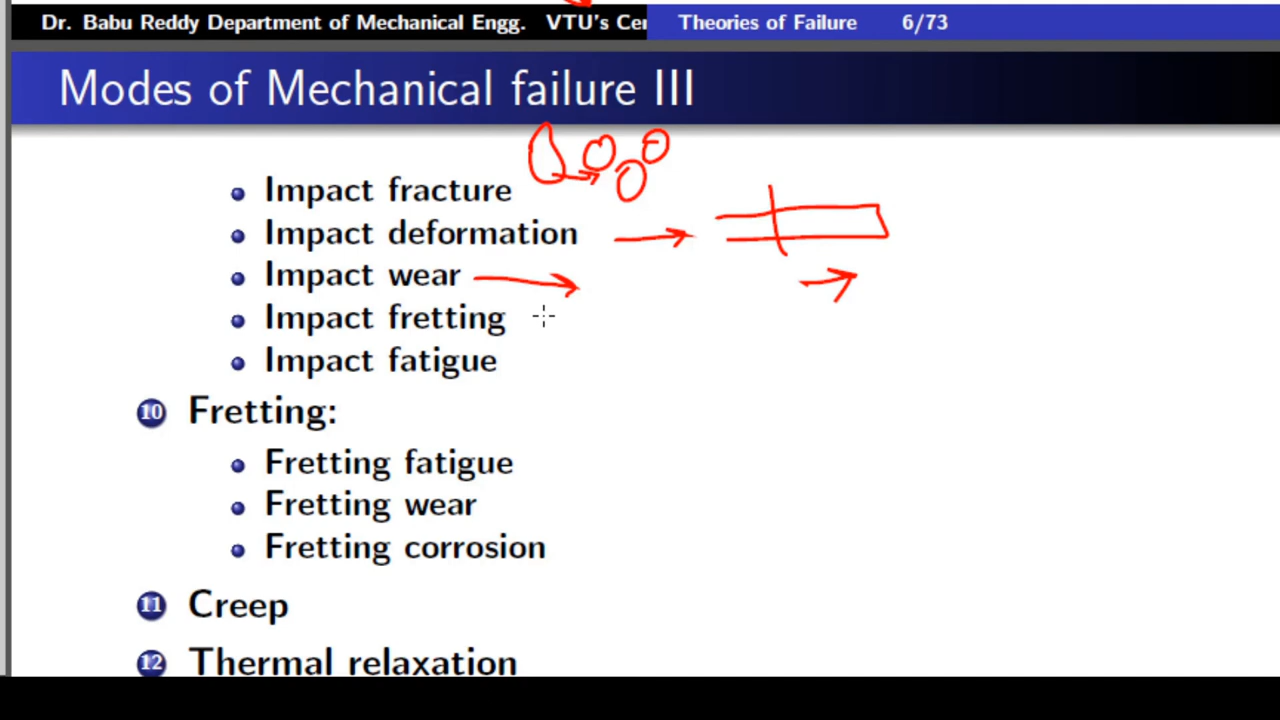 Dr. Babu Reddy Department of Mechanical Engg. VTU's Cen Theories of Failure 6/73
Modes of Mechanical failure III
Impact fracture
Impact deformation
Impact wear
Impact fretting
Impact fatigue
10 Fretting:
Fretting fatigue
Fretting wear
Fretting corrosion
11 Creep
12 Thermal relaxation